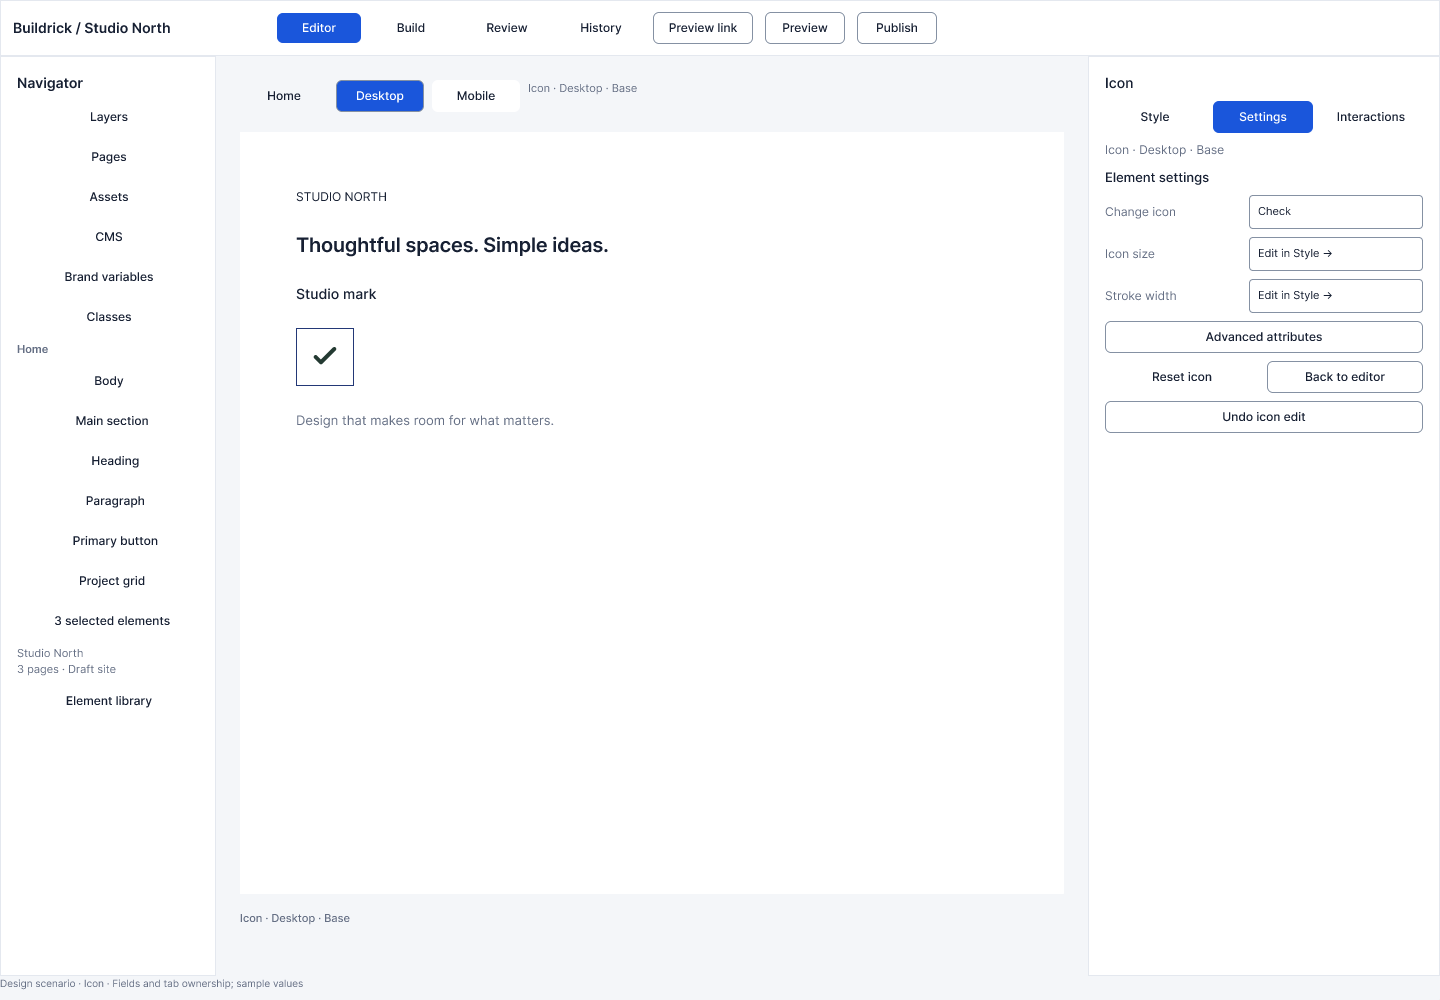 Buildrick / Studio North
Editor
Build
Review
History
Preview link
Preview
Publish
Navigator
Layers
Pages
Assets
CMS
Brand variables
Classes
Home
Body
Main section
Heading
Paragraph
Primary button
Project grid
3 selected elements
Studio North
3 pages · Draft site
Element library
Home
Desktop
Mobile
Icon · Desktop · Base
STUDIO NORTH
Thoughtful spaces. Simple ideas.
Studio mark
Design that makes room for what matters.
Icon · Desktop · Base
Icon
Style
Settings
Interactions
Icon · Desktop · Base
Element settings
Change icon
Check
Icon size
Edit in Style →
Stroke width
Edit in Style →
Advanced attributes
Reset icon
Back to editor
Undo icon edit
Design scenario · Icon · Fields and tab ownership; sample values